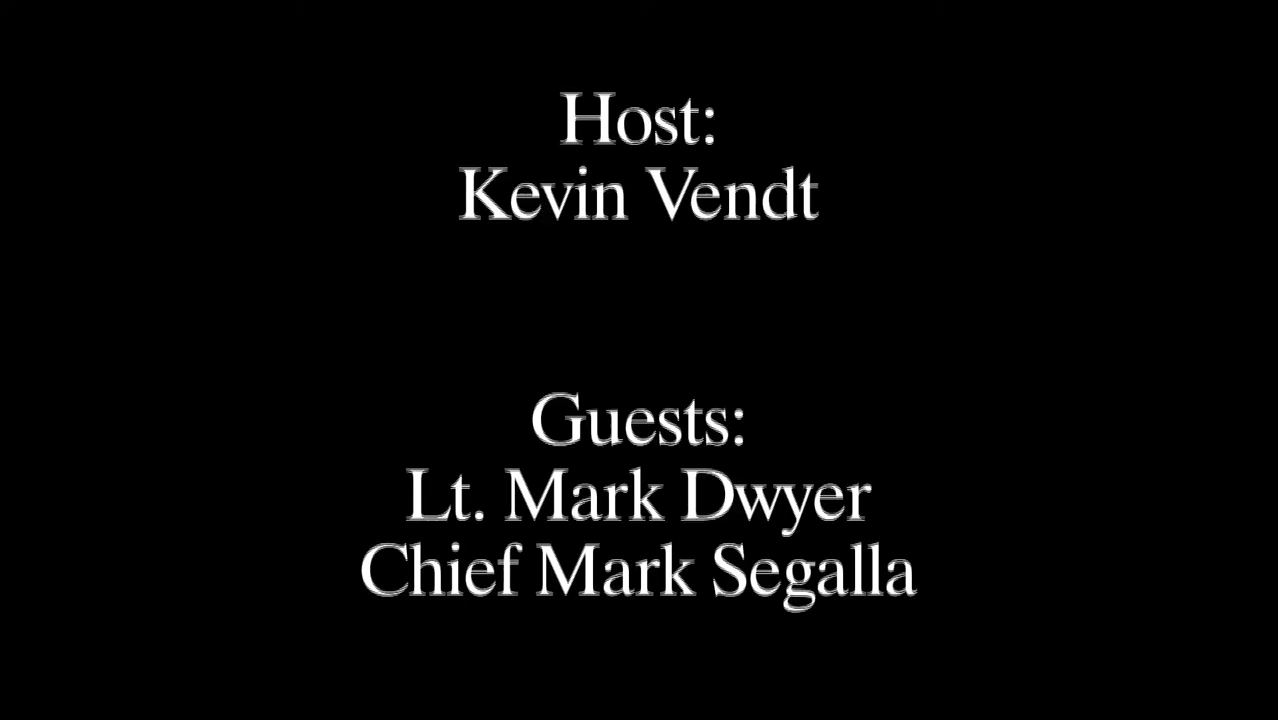 Host:
Kevin Vendt
Guests:
Lt. Mark Dwyer
Chief Mark Segalla